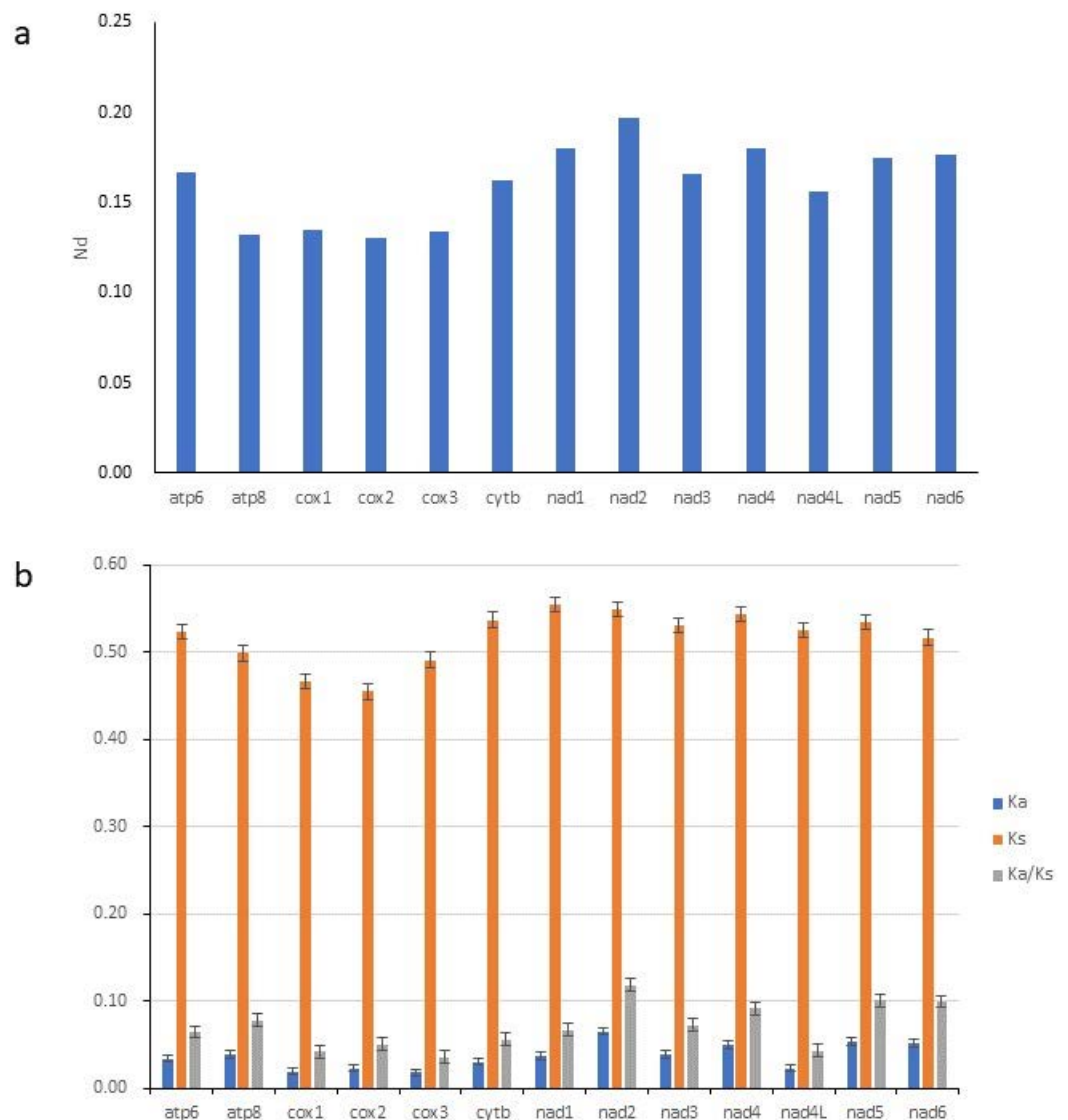 a
0.25
0.20
0.15
0.10
0.05
0.00
Nd
atp6 atp8 cox1 cox2 cox3 cytb nad1 nad2 nad3 nad4 nad4L nad5 nad6
b
0.60
0.50
0.40
0.30
0.20
0.10
0.00
Ka
Ks
Ka/Ks
atp6 atp8 cox1 cox2 cox3 cytb nad1 nad2 nad3 nad4 nad4L nad5 nad6